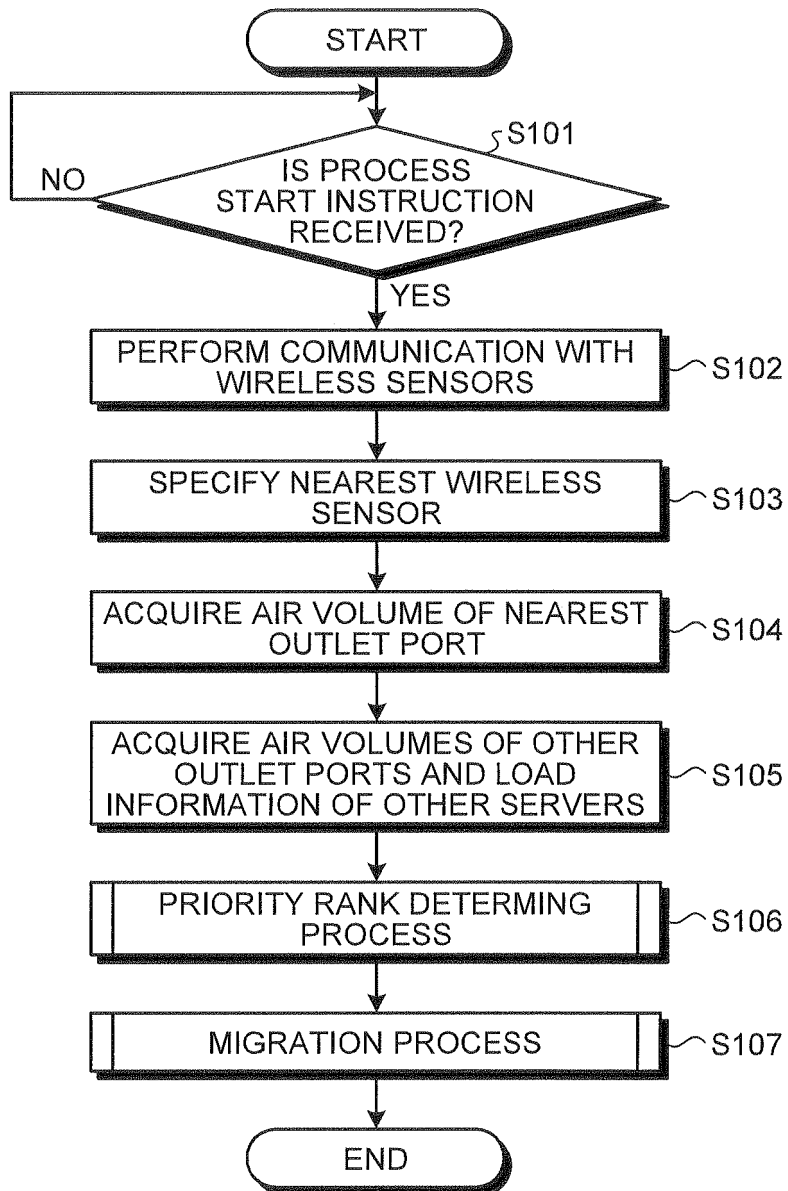 START
S101
IS PROCESS
START INSTRUCTION
RECEIVED?
NO
YES
PERFORM COMMUNICATION WITH
WIRELESS SENSORS
S102
SPECIFY NEAREST WIRELESS
SENSOR
S103
ACQUIRE AIR VOLUME OF NEAREST
OUTLET PORT
S104
ACQUIRE AIR VOLUMES OF OTHER
OUTLET PORTS AND LOAD
INFORMATION OF OTHER SERVERS
S105
PRIORITY RANK DETERMING
PROCESS
S106
MIGRATION PROCESS
S107
END